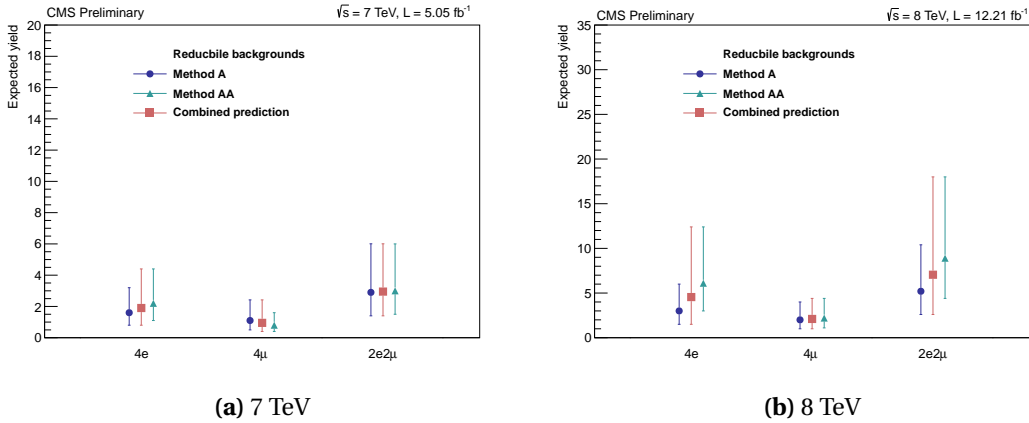 CMS Preliminary √s = 7 TeV, L = 5.05 fb⁻¹
Expected yield
20
18
16
14
12
10
8
6
4
2
0
Reducbile backgrounds
Method A
Method AA
Combined prediction
4e 4μ 2e2μ
(a) 7 TeV
CMS Preliminary √s = 8 TeV, L = 12.21 fb⁻¹
Expected yield
35
30
25
20
15
10
5
0
Reducbile backgrounds
Method A
Method AA
Combined prediction
4e 4μ 2e2μ
(b) 8 TeV